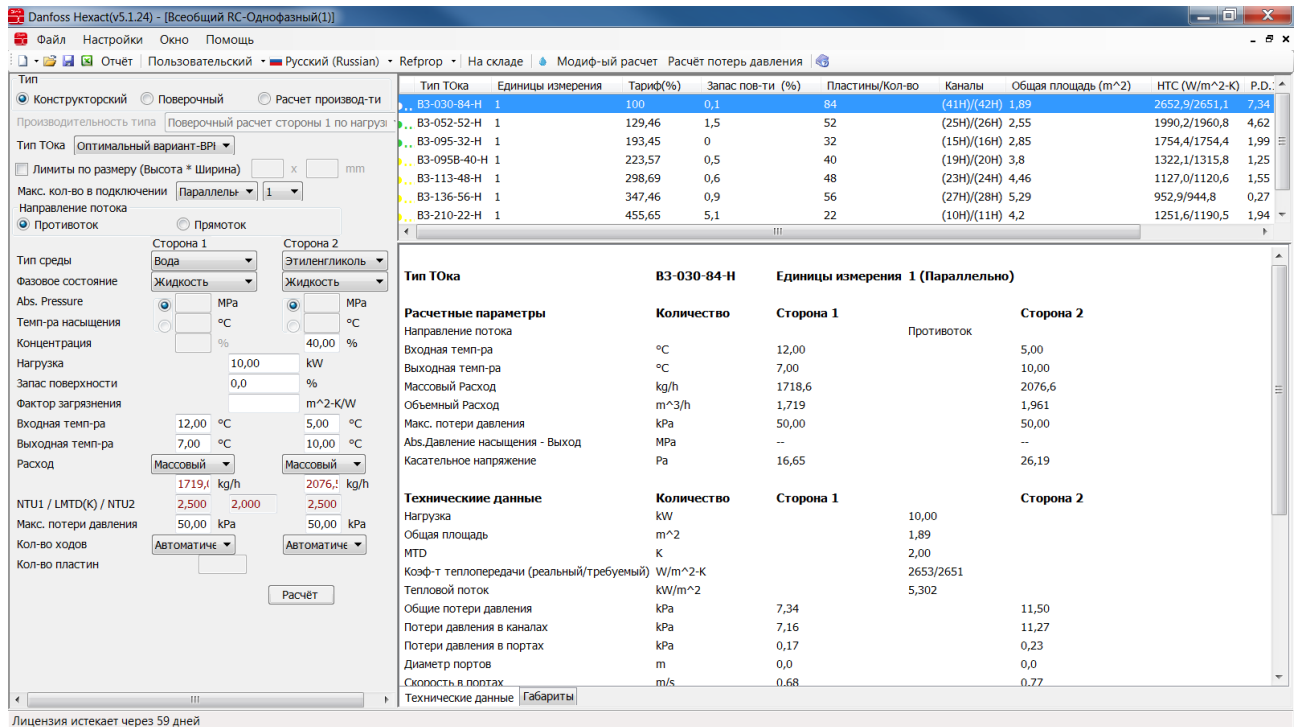 Danfoss Hexact(v5.1.24) - [Всеобщий RC-Однофазный(1)]
Файл Настройки Окно Помощь
Отчёт Пользовательский Русский (Russian) Refprop На складе Модиф-ый расчет Расчёт потерь давления
Тип
Конструкторский Поверочный Расчет производ-ти
Производительность типа Поверочный расчет стороны 1 по нагрузк
Тип ТОка Оптимальный вариант-BPI
Лимиты по размеру (Высота * Ширина) x mm
Макс. кол-во в подключении Параллельн 1
Направление потока
Противоток Прямоток
Сторона 1 Сторона 2
Тип среды Вода Этиленгликоль
Фазовое состояние Жидкость Жидкость
Abs. Pressure MPa MPa
Темп-ра насыщения °C °C
Концентрация % 40,00 %
Нагрузка 10,00 kW
Запас поверхности 0,0 %
Фактор загрязнения m^2-K/W
Входная темп-ра 12,00 °C 5,00 °C
Выходная темп-ра 7,00 °C 10,00 °C
Расход Массовый Массовый
1719,( kg/h 2076,! kg/h
NTU1 / LMTD(K) / NTU2 2,500 2,000 2,500
Макс. потери давления 50,00 kPa 50,00 kPa
Кол-во ходов Автоматиче Автоматиче
Кол-во пластин
Расчёт
Тип ТОка Единицы измерения Тариф(%) Запас пов-ти (%) Пластины/Кол-во Каналы Общая площадь (m^2) HTC (W/m^2-K) P.D.
B3-030-84-H 1 100 0,1 84 (41H)/(42H) 1,89 2652,9/2651,1 7,34
B3-052-52-H 1 129,46 1,5 52 (25H)/(26H) 2,55 1990,2/1960,8 4,62
B3-095-32-H 1 193,45 0 32 (15H)/(16H) 2,85 1754,4/1754,4 1,99
B3-095B-40-H 1 223,57 0,5 40 (19H)/(20H) 3,8 1322,1/1315,8 1,25
B3-113-48-H 1 298,69 0,6 48 (23H)/(24H) 4,46 1127,0/1120,6 1,55
B3-136-56-H 1 347,46 0,9 56 (27H)/(28H) 5,29 952,9/944,8 0,27
B3-210-22-H 1 455,65 5,1 22 (10H)/(11H) 4,2 1251,6/1190,5 1,94
Тип ТОка B3-030-84-H Единицы измерения 1 (Параллельно)
Расчетные параметры Количество Сторона 1 Сторона 2
Направление потока Противоток
Входная темп-ра °C 12,00 5,00
Выходная темп-ра °C 7,00 10,00
Массовый Расход kg/h 1718,6 2076,6
Объемный Расход m^3/h 1,719 1,961
Макс. потери давления kPa 50,00 50,00
Abs.Давление насыщения - Выход MPa -- --
Касательное напряжение Pa 16,65 26,19
Техническиие данные Количество Сторона 1 Сторона 2
Нагрузка kW 10,00
Общая площадь m^2 1,89
MTD K 2,00
Коэф-т теплопередачи (реальный/требуемый) W/m^2-K 2653/2651
Тепловой поток kW/m^2 5,302
Общие потери давления kPa 7,34 11,50
Потери давления в каналах kPa 7,16 11,27
Потери давления в портах kPa 0,17 0,23
Диаметр портов m 0,0 0,0
Скорость в портах m/s 0,68 0,77
Технические данные Габариты
Лицензия истекает через 59 дней